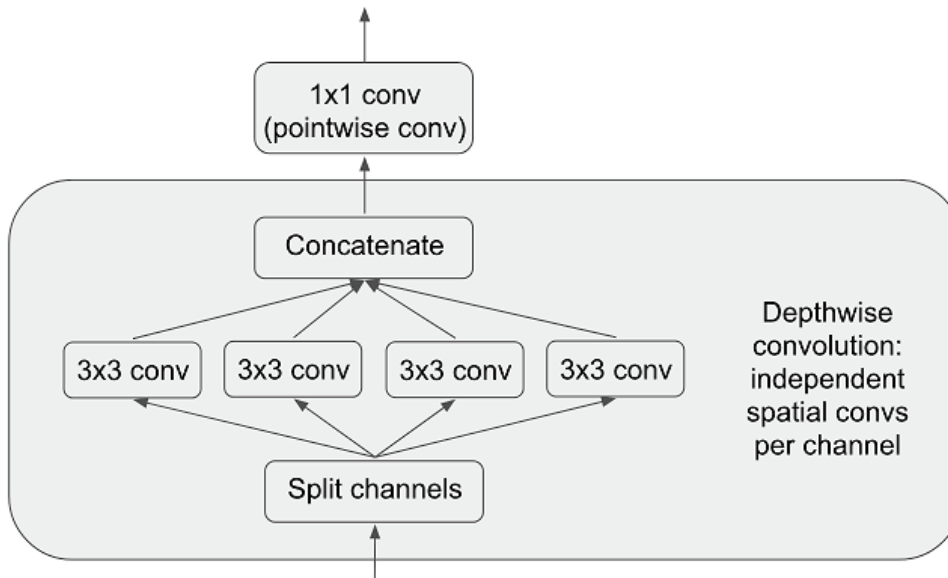 1x1 conv
(pointwise conv)
Concatenate
3x3 conv
3x3 conv
3x3 conv
3x3 conv
Depthwise
convolution:
independent
spatial convs
per channel
Split channels